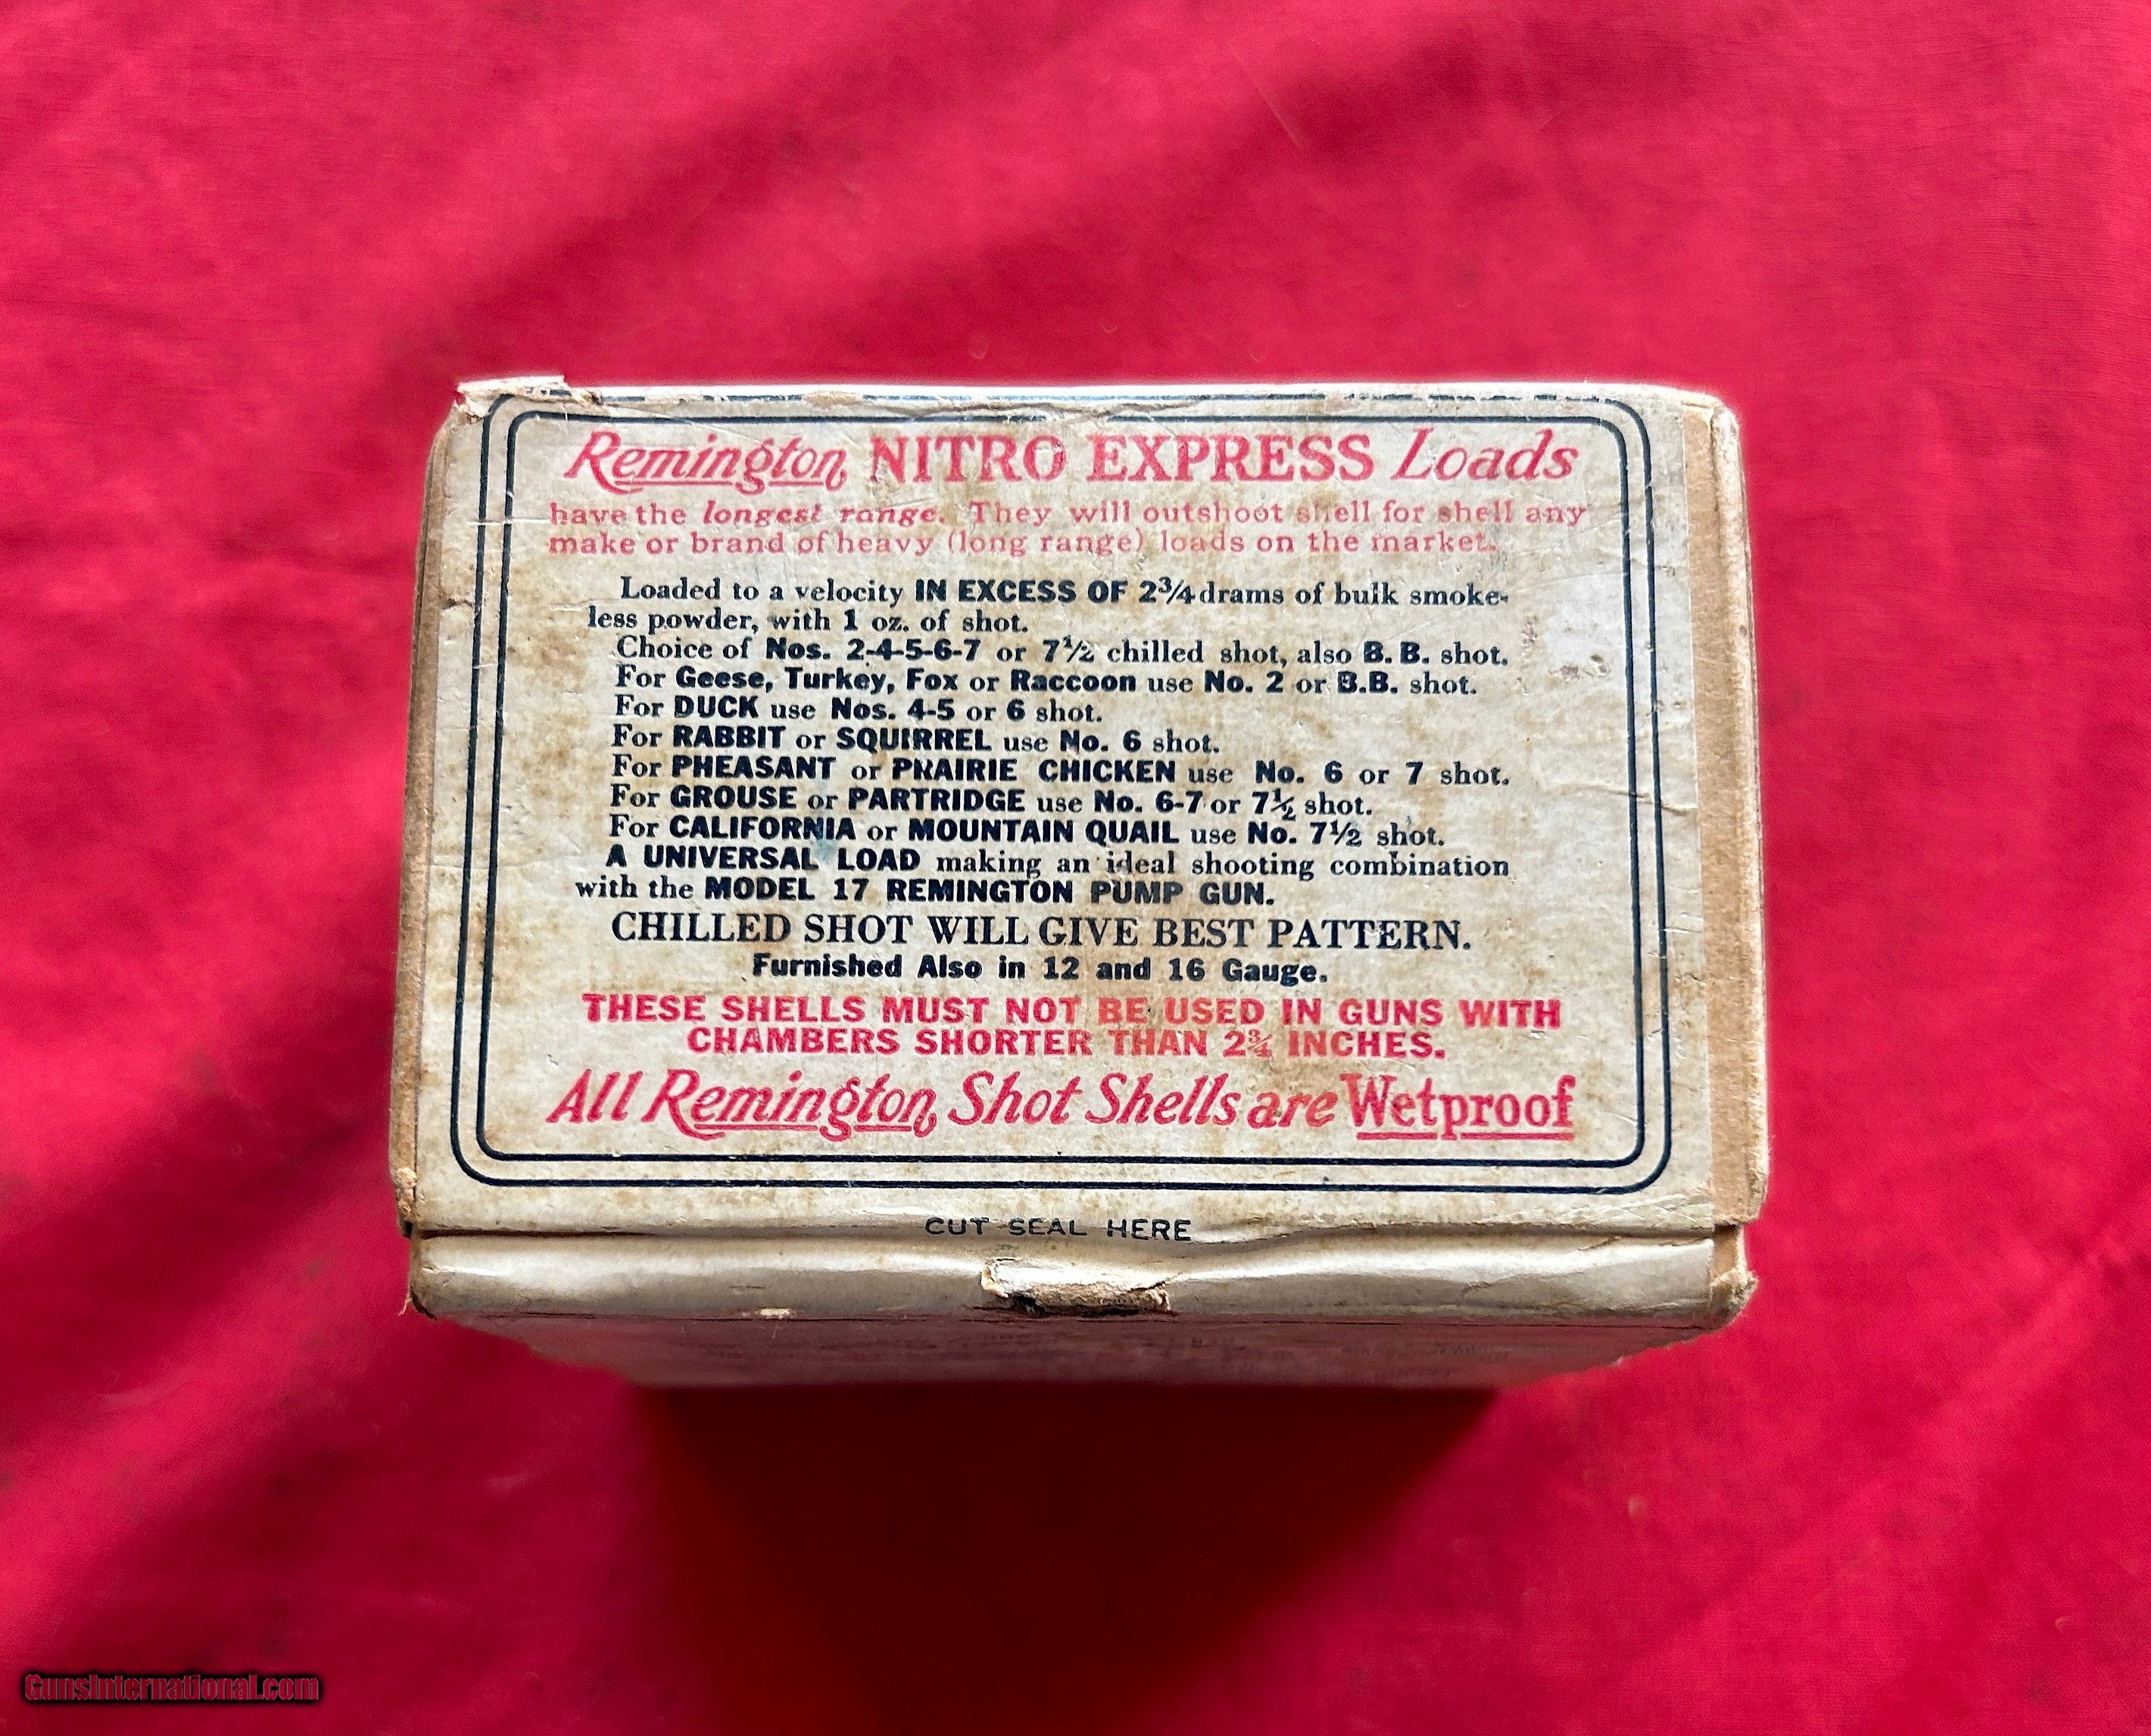 Remington NITRO EXPRESS Loads
have the longest range. They will outshoot shell for shell any
make or brand of heavy (long range) loads on the market.
Loaded to a velocity IN EXCESS OF 2¾ drams of bulk smoke-
less powder, with 1 oz. of shot.
Choice of Nos. 2-4-5-6-7 or 7½ chilled shot, also B.B. shot.
For Geese, Turkey, Fox or Raccoon use No. 2 or B.B. shot.
For DUCK use Nos. 4-5 or 6 shot.
For RABBIT or SQUIRREL use No. 6 shot.
For PHEASANT or PRAIRIE CHICKEN use No. 6 or 7 shot.
For GROUSE or PARTRIDGE use No. 6-7 or 7½ shot.
For CALIFORNIA or MOUNTAIN QUAIL use No. 7½ shot.
A UNIVERSAL LOAD making an ideal shooting combination
with the MODEL 17 REMINGTON PUMP GUN.
CHILLED SHOT WILL GIVE BEST PATTERN.
Furnished Also in 12 and 16 Gauge.
THESE SHELLS MUST NOT BE USED IN GUNS WITH
CHAMBERS SHORTER THAN 2¾ INCHES.
All Remington Shot Shells are Wetproof
CUT SEAL HERE
GunsInternational.com